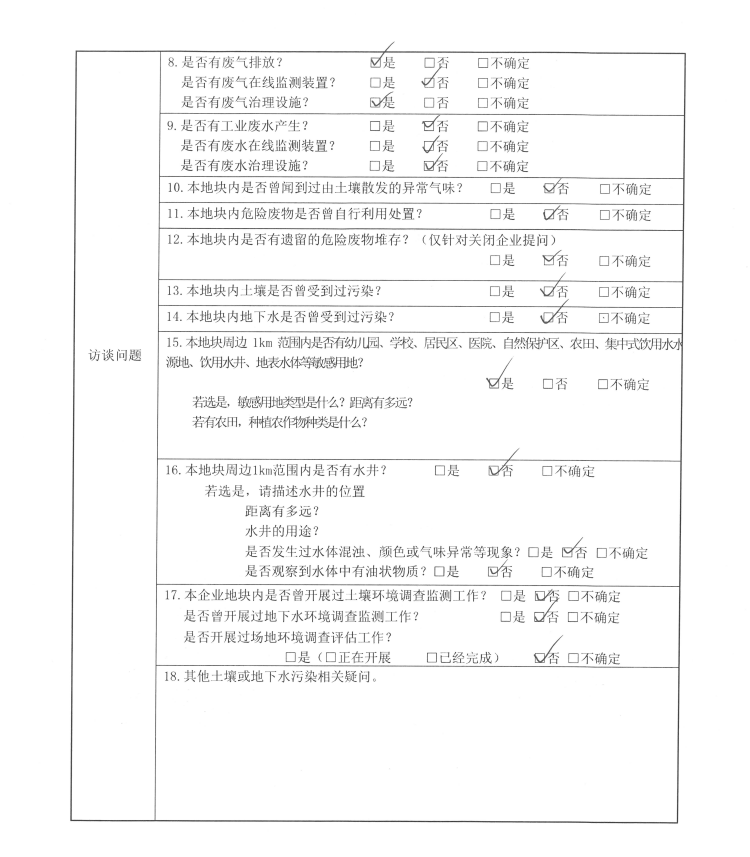 8.是否有废气排放? ☑是 □否 □不确定
是否有废气在线监测装置? □是 ☑否 □不确定
是否有废气治理设施? ☑是 □否 □不确定
9.是否有工业废水产生? □是 ☑否 □不确定
是否有废水在线监测装置? □是 ☑否 □不确定
是否有废水治理设施? □是 ☑否 □不确定
10.本地块内是否曾闻到过由土壤散发的异常气味? □是 ☑否 □不确定
11.本地块内危险废物是否曾自行利用处置? □是 ☑否 □不确定
12.本地块内是否有遗留的危险废物堆存?(仅针对关闭企业提问)
□是 ☑否 □不确定
13.本地块内土壤是否曾受到过污染? □是 ☑否 □不确定
14.本地块内地下水是否曾受到过污染? □是 ☑否 □不确定
访谈问题
15.本地块周边 1km 范围内是否有幼儿园、学校、居民区、医院、自然保护区、农田、集中式饮用水水
源地、饮用水井、地表水体等敏感用地?
☑是 □否 □不确定
若选是,敏感用地类型是什么?距离有多远?
若有农田,种植农作物种类是什么?
16.本地块周边1km范围内是否有水井? □是 ☑否 □不确定
若选是,请描述水井的位置
距离有多远?
水井的用途?
是否发生过水体混浊、颜色或气味异常等现象?□是 ☑否 □不确定
是否观察到水体中有油状物质?□是 ☑否 □不确定
17.本企业地块内是否曾开展过土壤环境调查监测工作? □是 ☑否 □不确定
是否曾开展过地下水环境调查监测工作? □是 ☑否 □不确定
是否开展过场地环境调查评估工作?
□是(□正在开展 □已经完成) ☑否 □不确定
18.其他土壤或地下水污染相关疑问。